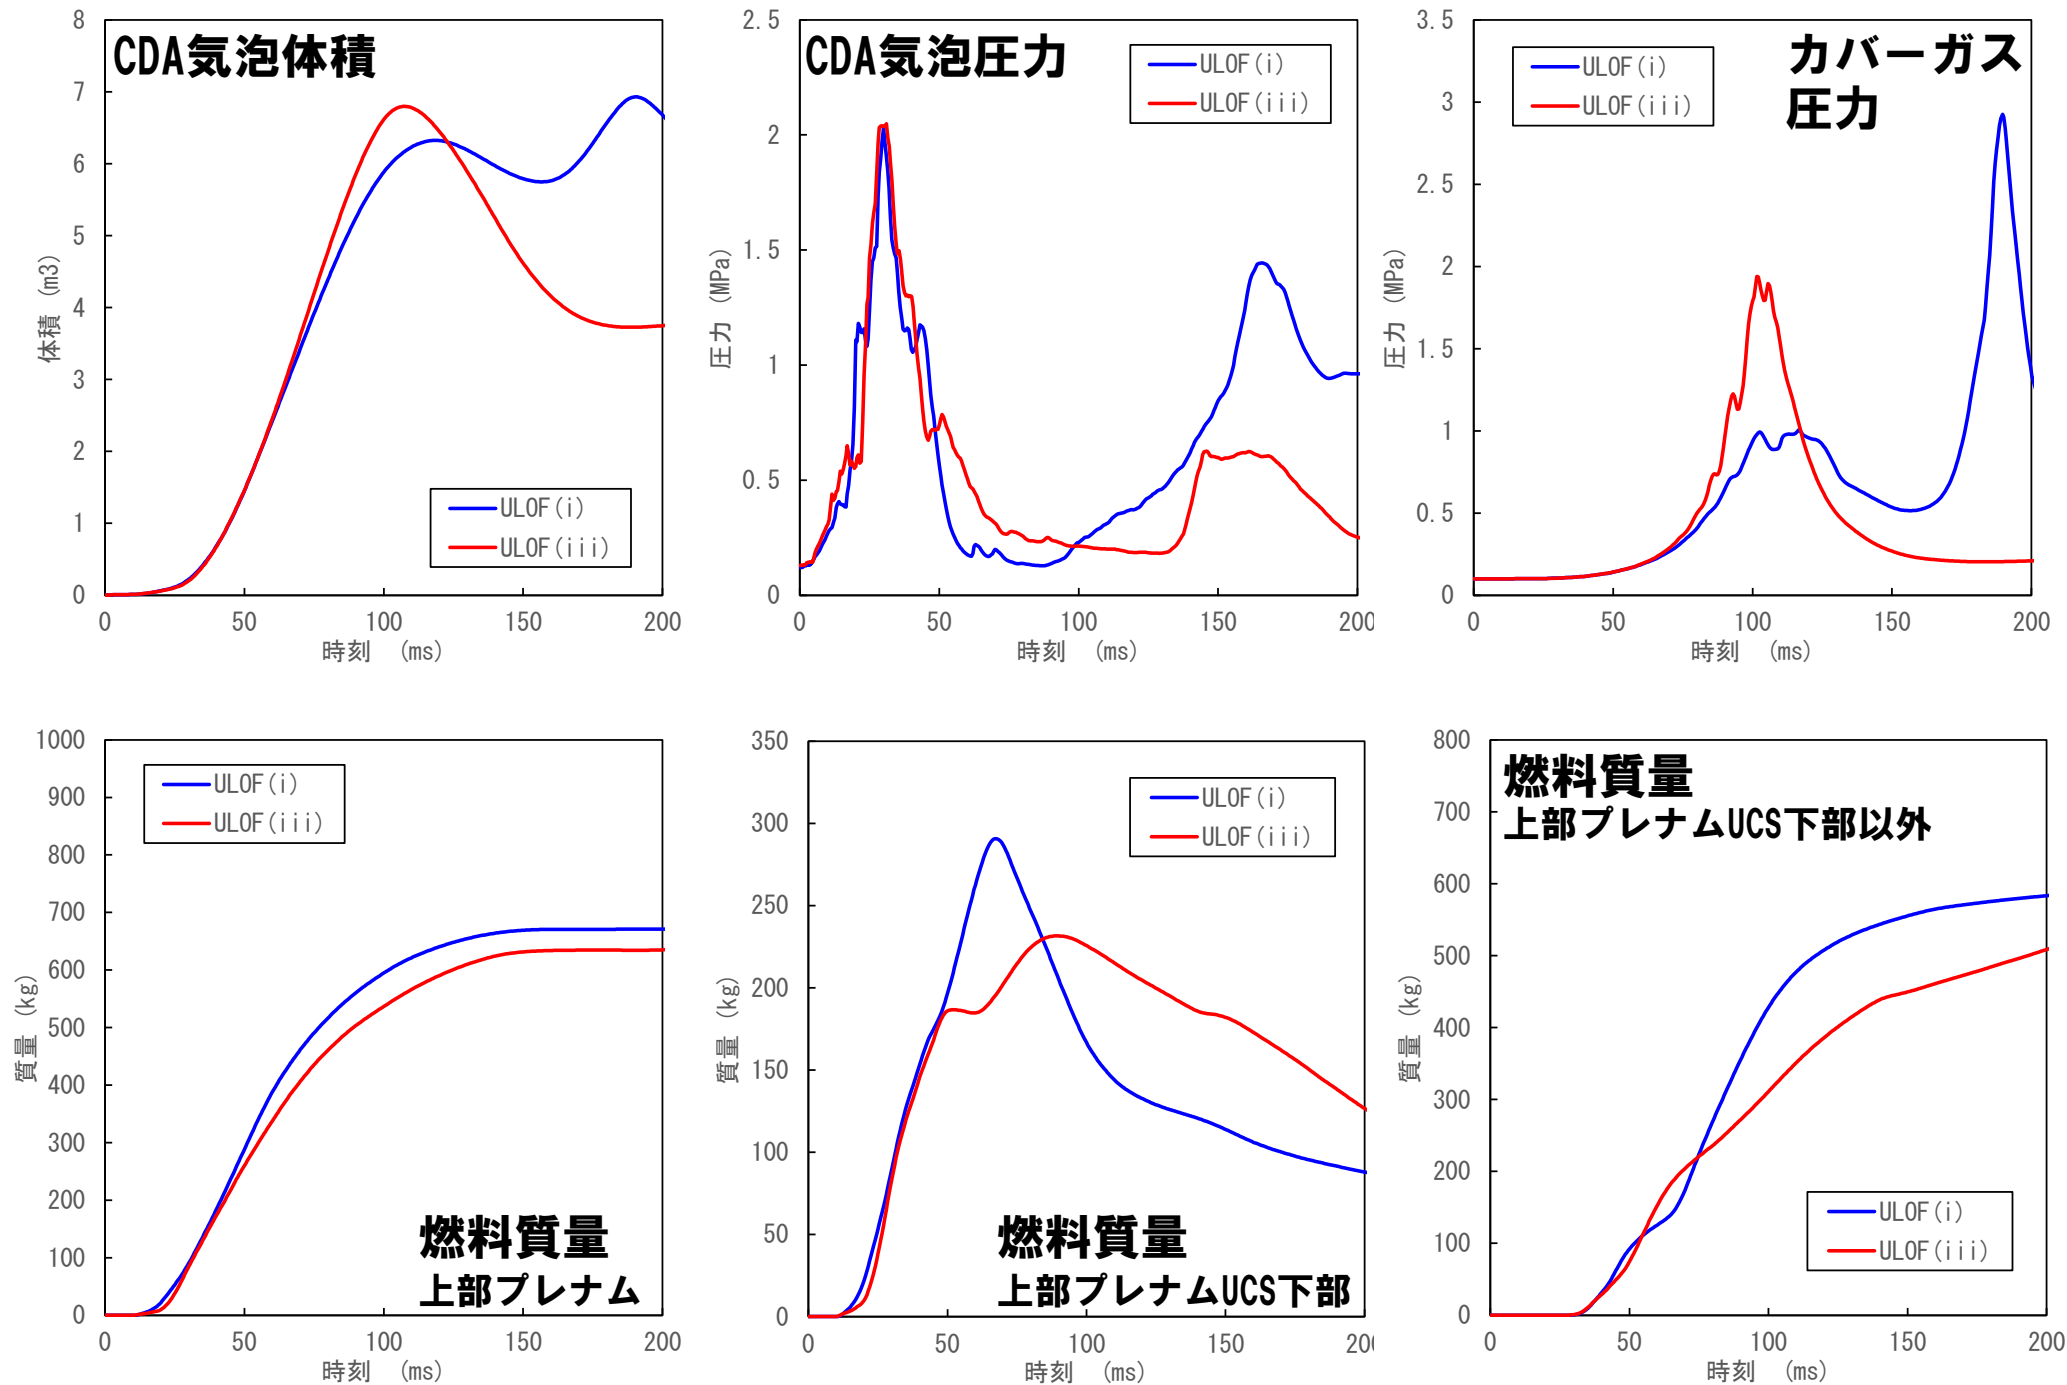 CDA気泡体積
8
7
6
5
4
3
2
1
0
体積 (m3)
ULOF(i)
ULOF(iii)
0 50 100 150 200
時刻 (ms)
CDA気泡圧力
2.5
2
1.5
1
0.5
0
圧力 (MPa)
ULOF(i)
ULOF(iii)
0 50 100 150 200
時刻 (ms)
カバーガス
圧力
3.5
3
2.5
2
1.5
1
0.5
0
圧力 (MPa)
ULOF(i)
ULOF(iii)
0 50 100 150 200
時刻 (ms)
1000
900
800
700
600
500
400
300
200
100
0
質量 (kg)
ULOF(i)
ULOF(iii)
燃料質量
上部プレナム
0 50 100 150 200
時刻 (ms)
350
300
250
200
150
100
50
0
質量 (kg)
ULOF(i)
ULOF(iii)
燃料質量
上部プレナムUCS下部
0 50 100 150 200
時刻 (ms)
燃料質量
上部プレナムUCS下部以外
800
700
600
500
400
300
200
100
0
質量 (kg)
ULOF(i)
ULOF(iii)
0 50 100 150 200
時刻 (ms)